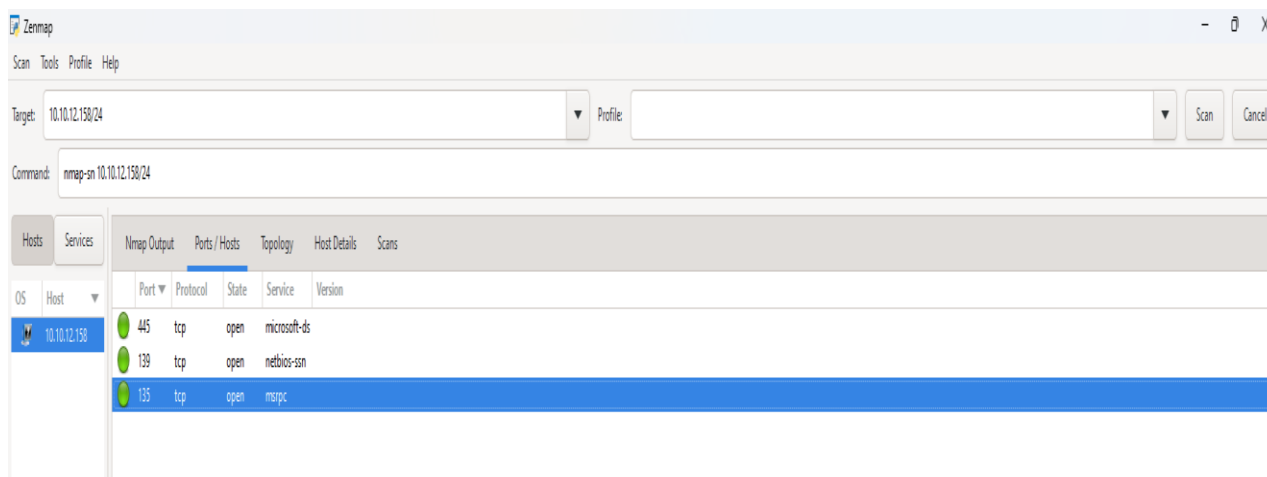 Zenmap
Scan Tools Profile Help
Target: 10.10.12.158/24 Profile: Scan Cancel
Command: nmap-sn 10.10.12.158/24
Hosts Services Nmap Output Ports / Hosts Topology Host Details Scans
OS Host Port Protocol State Service Version
445 tcp open microsoft-ds
10.10.12.158
139 tcp open netbios-ssn
135 tcp open msrpc